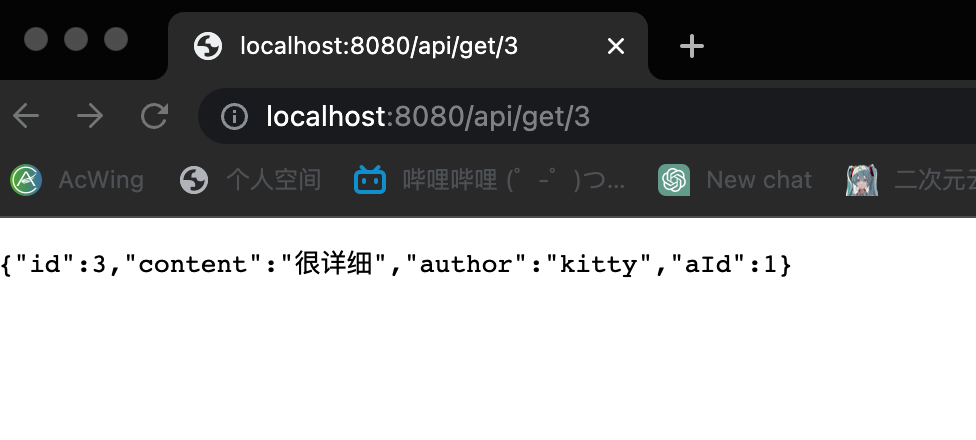 localhost:8080/api/get/3
localhost:8080/api/get/3
AcWing 个人空间 哔哩哔哩 (゜-゜)つ... New chat 二次元
{"id":3,"content":"很详细","author":"kitty","aId":1}